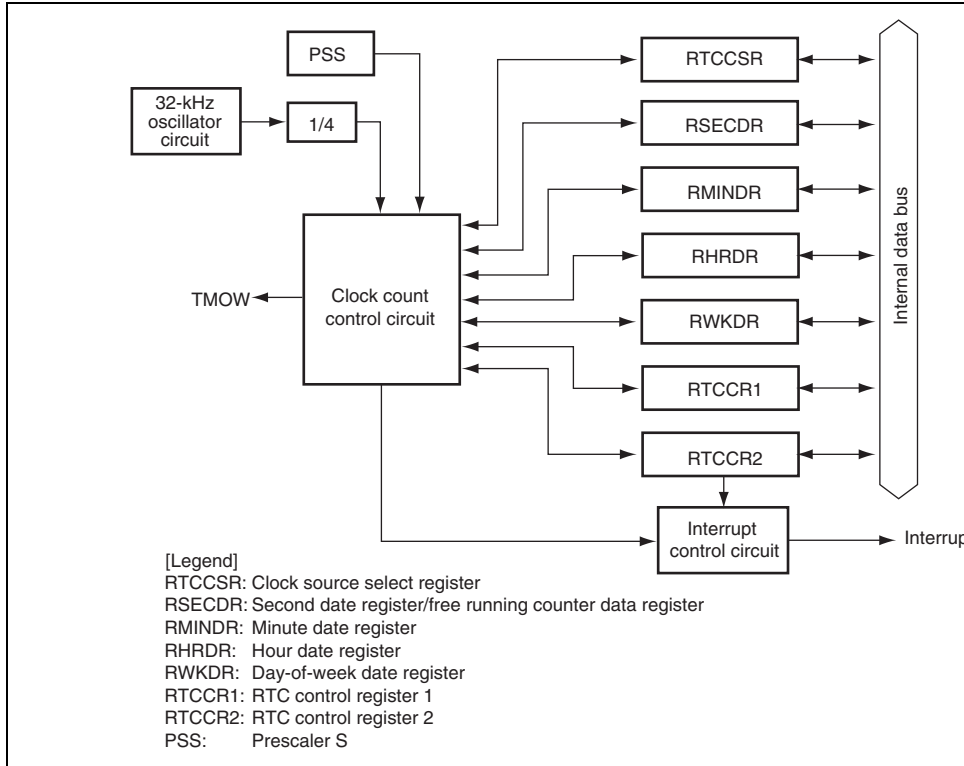 PSS
RTCCSR
32-kHz
oscillator
circuit
1/4
RSECDR
RMINDR
Clock count
control circuit
TMOW
RHRDR
RWKDR
RTCCR1
RTCCR2
Internal data bus
Interrupt
control circuit
Interrupt
[Legend]
RTCCSR: Clock source select register
RSECDR: Second date register/free running counter data register
RMINDR: Minute date register
RHRDR: Hour date register
RWKDR: Day-of-week date register
RTCCR1: RTC control register 1
RTCCR2: RTC control register 2
PSS: Prescaler S